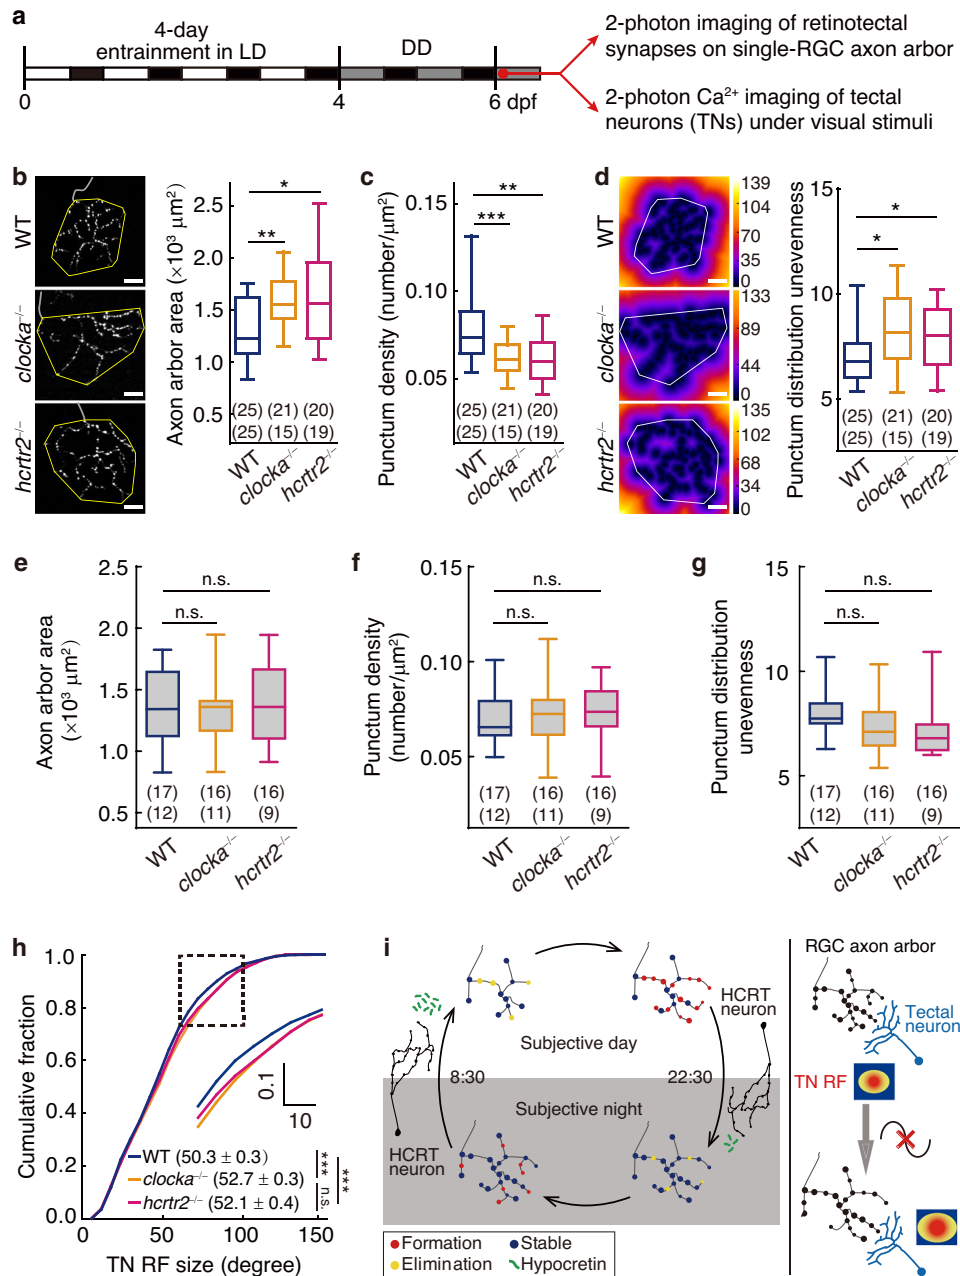 a
4-day
entrainment in LD
DD
0
4
6 dpf
2-photon imaging of retinotectal
synapses on single-RGC axon arbor
2-photon Ca²⁺ imaging of tectal
neurons (TNs) under visual stimuli
b
WT
clocka⁻/⁻
hcrtr2⁻/⁻
Axon arbor area (×10³ μm²)
2.5
2.0
1.5
1.0
0.5
*
**
(25) (21) (20)
(25) (15) (19)
WT
clocka⁻/⁻
hcrtr2⁻/⁻
c
Punctum density (number/μm²)
0.15
0.10
0.05
**
***
(25) (21) (20)
(25) (15) (19)
WT
clocka⁻/⁻
hcrtr2⁻/⁻
d
139
104
70
35
0
133
89
44
0
135
102
68
34
0
Punctum distribution unevenness
15
10
5
*
*
(25) (21) (20)
(25) (15) (19)
WT
clocka⁻/⁻
hcrtr2⁻/⁻
e
Axon arbor area
(×10³ μm²)
2.5
2.0
1.5
1.0
0.5
n.s.
n.s.
(17) (16) (16)
(12) (11) (9)
WT
clocka⁻/⁻
hcrtr2⁻/⁻
f
Punctum density
(number/μm²)
0.15
0.10
0.05
n.s.
n.s.
(17) (16) (16)
(12) (11) (9)
WT
clocka⁻/⁻
hcrtr2⁻/⁻
g
Punctum distribution
unevenness
15
10
5
n.s.
n.s.
(17) (16) (16)
(12) (11) (9)
WT
clocka⁻/⁻
hcrtr2⁻/⁻
h
Cumulative fraction
1.0
0.8
0.6
0.4
0.2
0.0
0.1
10
WT (50.3 ± 0.3)
clocka⁻/⁻ (52.7 ± 0.3)
hcrtr2⁻/⁻ (52.1 ± 0.4)
***
n.s.
***
0 50 100 150
TN RF size (degree)
i
HCRT
neuron
Subjective day
8:30
22:30
Subjective night
HCRT
neuron
Formation
Stable
Elimination
Hypocretin
RGC axon arbor
Tectal
neuron
TN RF